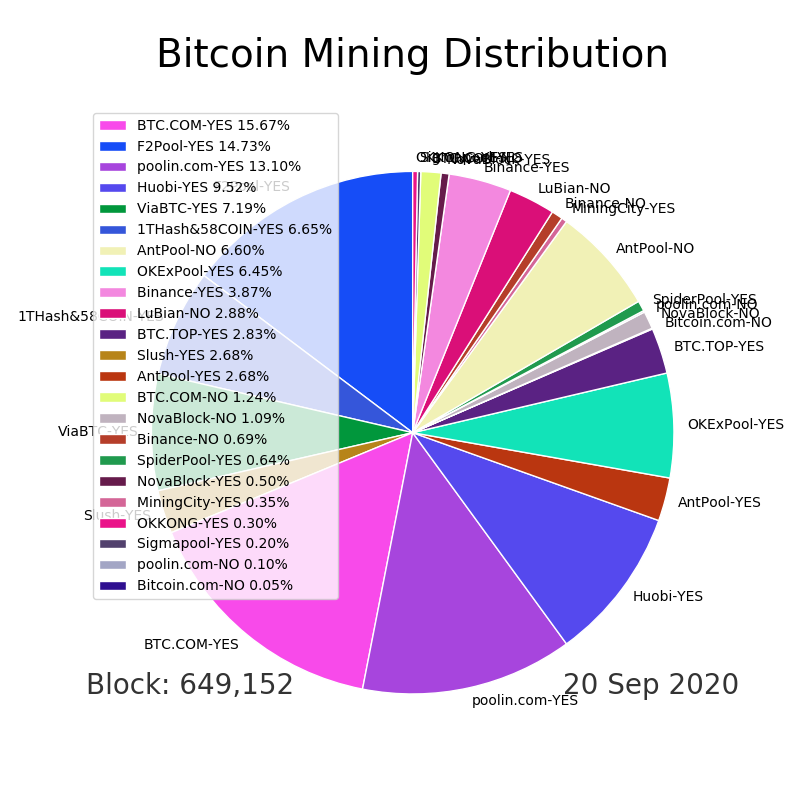 Bitcoin Mining Distribution
BTC.COM-YES 15.67%
F2Pool-YES 14.73%
poolin.com-YES 13.10%
Huobi-YES 9.52%
ViaBTC-YES 7.19%
1THash&58COIN-YES 6.65%
AntPool-NO 6.60%
OKExPool-YES 6.45%
Binance-YES 3.87%
LuBian-NO 2.88%
BTC.TOP-YES 2.83%
Slush-YES 2.68%
AntPool-YES 2.68%
BTC.COM-NO 1.24%
NovaBlock-NO 1.09%
Binance-NO 0.69%
SpiderPool-YES 0.64%
NovaBlock-YES 0.50%
MiningCity-YES 0.35%
OKKONG-YES 0.30%
Sigmapool-YES 0.20%
poolin.com-NO 0.10%
Bitcoin.com-NO 0.05%
Binance-YES
LuBian-NO
Binance-NO
MiningCity-YES
AntPool-NO
SpiderPool-YES
poolin.com-NO
NovaBlock-NO
Bitcoin.com-NO
BTC.TOP-YES
OKExPool-YES
AntPool-YES
Huobi-YES
poolin.com-YES
BTC.COM-YES
Slush-YES
ViaBTC-YES
1THash&58COIN-YES
Block: 649,152
20 Sep 2020